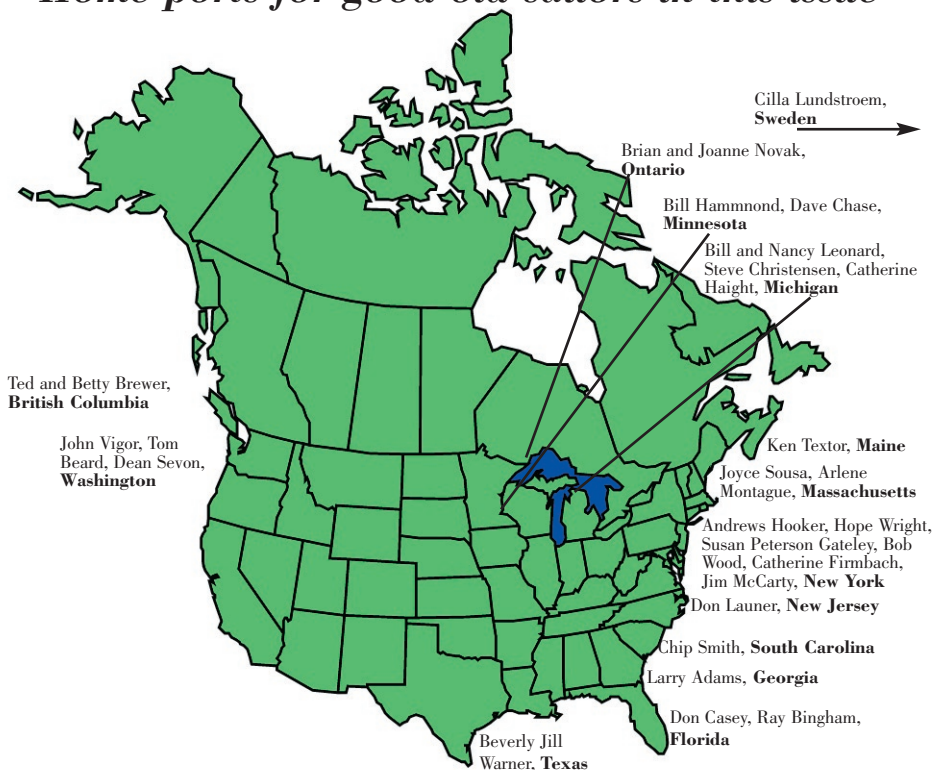 Home ports for good old sailors in this issue
Cilla Lundstroem,
Sweden
Brian and Joanne Novak,
Ontario
Bill Hammnond, Dave Chase,
Minnesota
Bill and Nancy Leonard,
Steve Christensen, Catherine
Haight, Michigan
Ted and Betty Brewer,
British Columbia
John Vigor, Tom
Beard, Dean Sevon,
Washington
Ken Textor, Maine
Joyce Sousa, Arlene
Montague, Massachusetts
Andrews Hooker, Hope Wright,
Susan Peterson Gateley, Bob
Wood, Catherine Firmbach,
Jim McCarty, New York
Don Launer, New Jersey
Chip Smith, South Carolina
Larry Adams, Georgia
Don Casey, Ray Bingham,
Florida
Beverly Jill
Warner, Texas